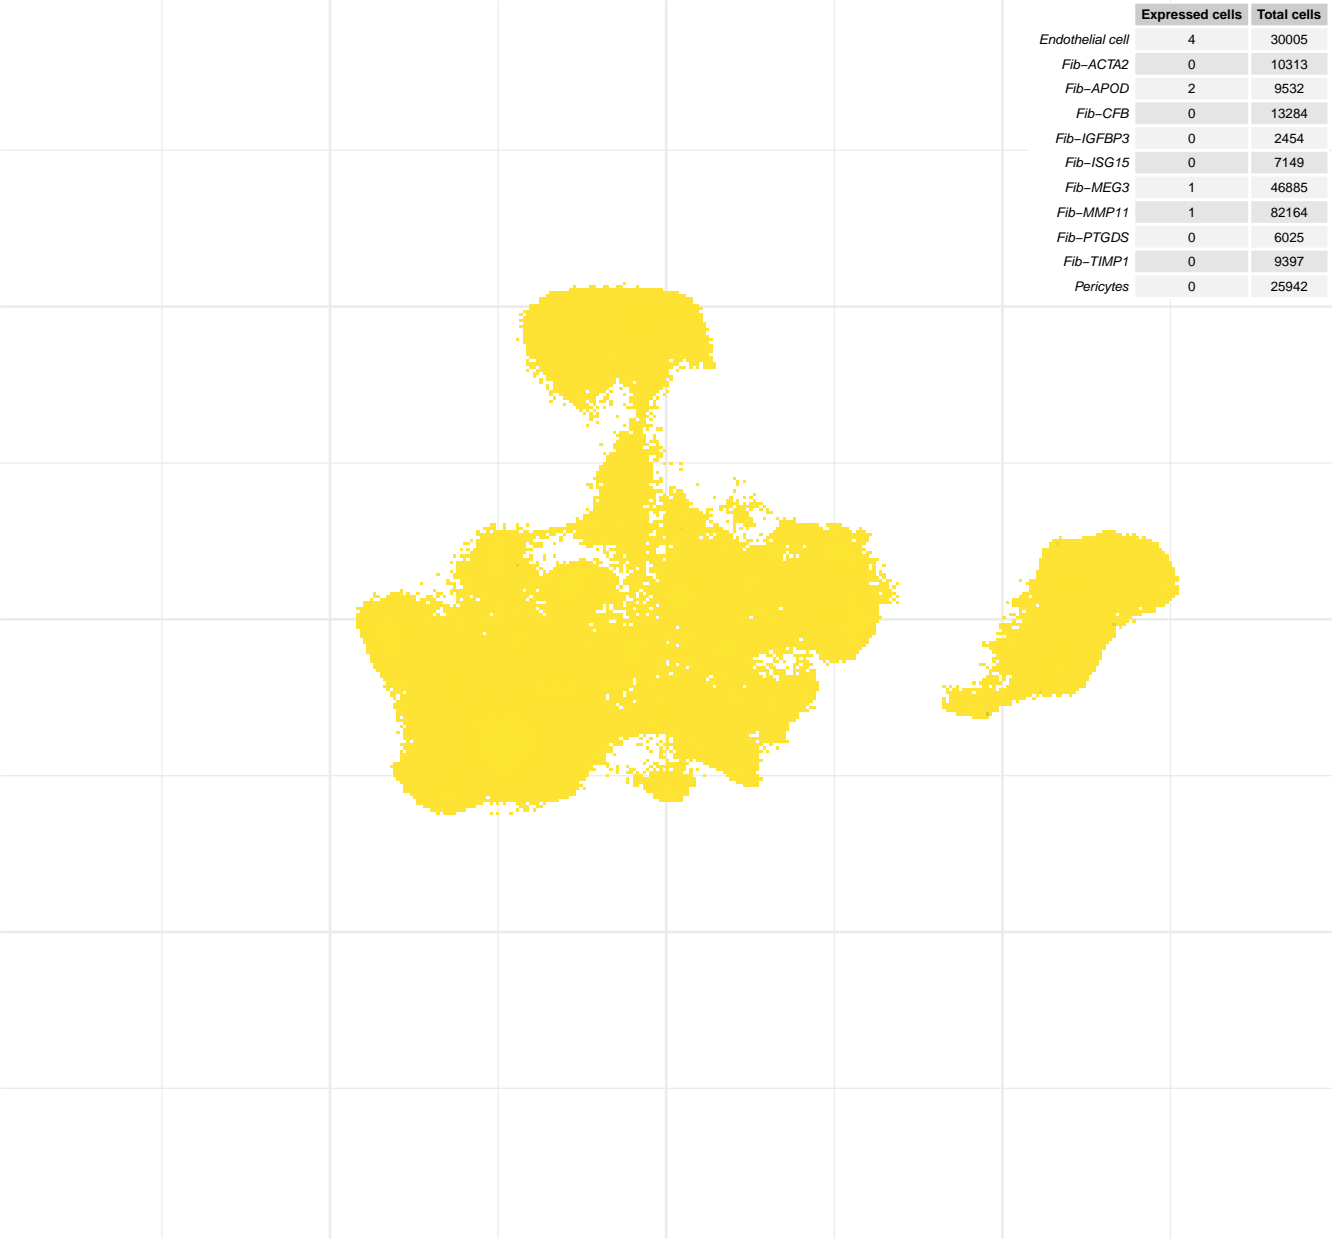 Expressed cells Total cells
Endothelial cell 4 30005
Fib−ACTA2 0 10313
Fib−APOD 2 9532
Fib−CFB 0 13284
Fib−IGFBP3 0 2454
Fib−ISG15 0 7149
Fib−MEG3 1 46885
Fib−MMP11 1 82164
Fib−PTGDS 0 6025
Fib−TIMP1 0 9397
Pericytes 0 25942